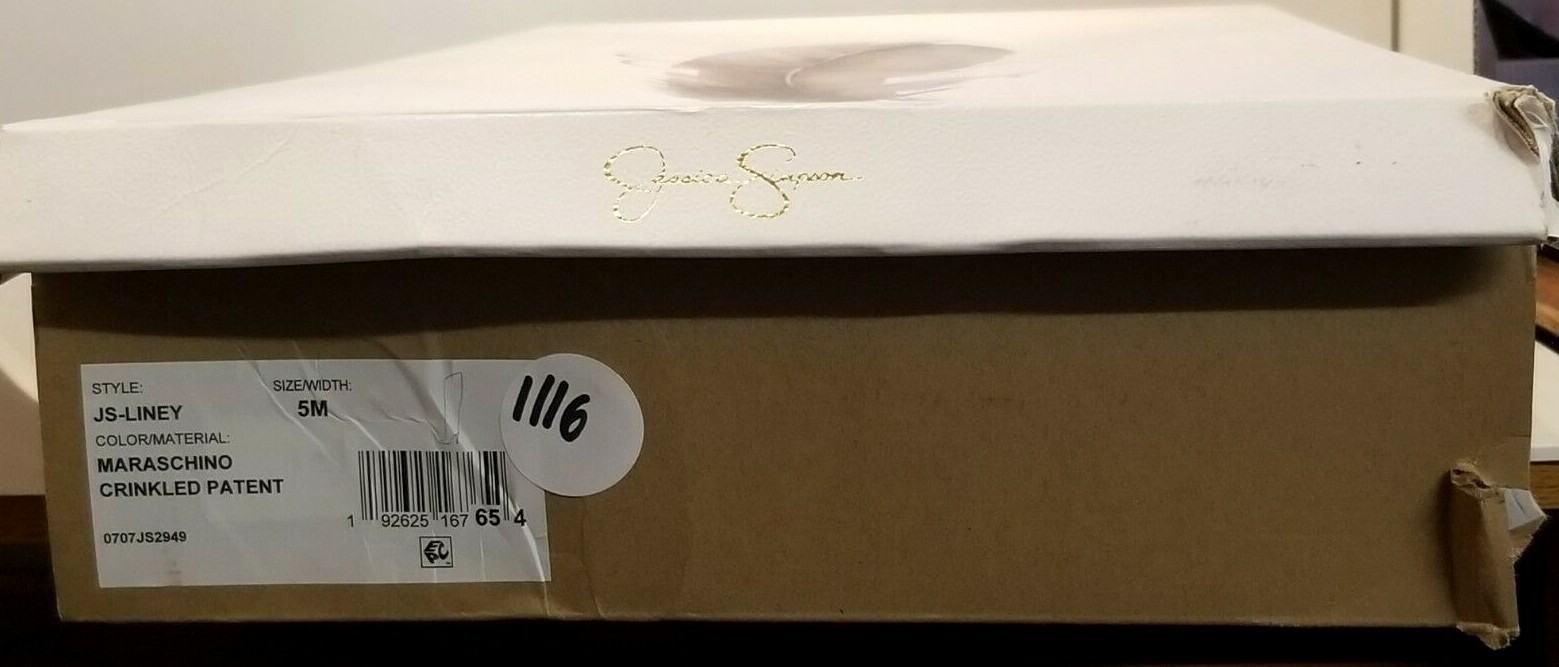 Jessica Simpson
STYLE:
SIZE/WIDTH:
JS-LINEY
5M
COLOR/MATERIAL:
MARASCHINO
CRINKLED PATENT
1 92625 167 65 4
0707JS2949
EPC
1116